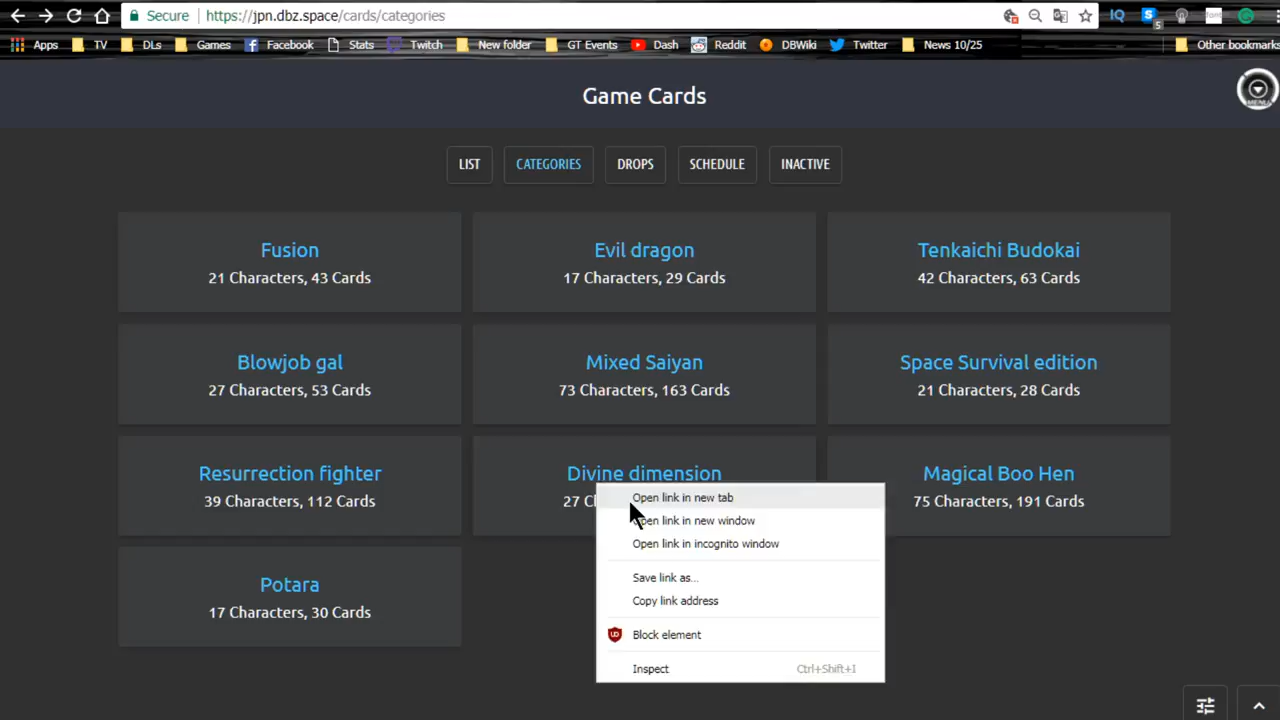 Secure https://jpn.dbz.space/cards/categories
IQ
5
Apps TV DLs Games Facebook Stats Twitch New folder GT Events Dash Reddit DBWiki Twitter News 10/25 Other bookmarks
Game Cards
MENU
LIST CATEGORIES DROPS SCHEDULE INACTIVE
Fusion Evil dragon Tenkaichi Budokai
21 Characters, 43 Cards 17 Characters, 29 Cards 42 Characters, 63 Cards
Blowjob gal Mixed Saiyan Space Survival edition
27 Characters, 53 Cards 73 Characters, 163 Cards 21 Characters, 28 Cards
Resurrection fighter Divine dimension Magical Boo Hen
39 Characters, 112 Cards 27 C 75 Characters, 191 Cards
Open link in new tab
Open link in new window
Open link in incognito window
Save link as...
Copy link address
Block element
Inspect Ctrl+Shift+I
Potara
17 Characters, 30 Cards